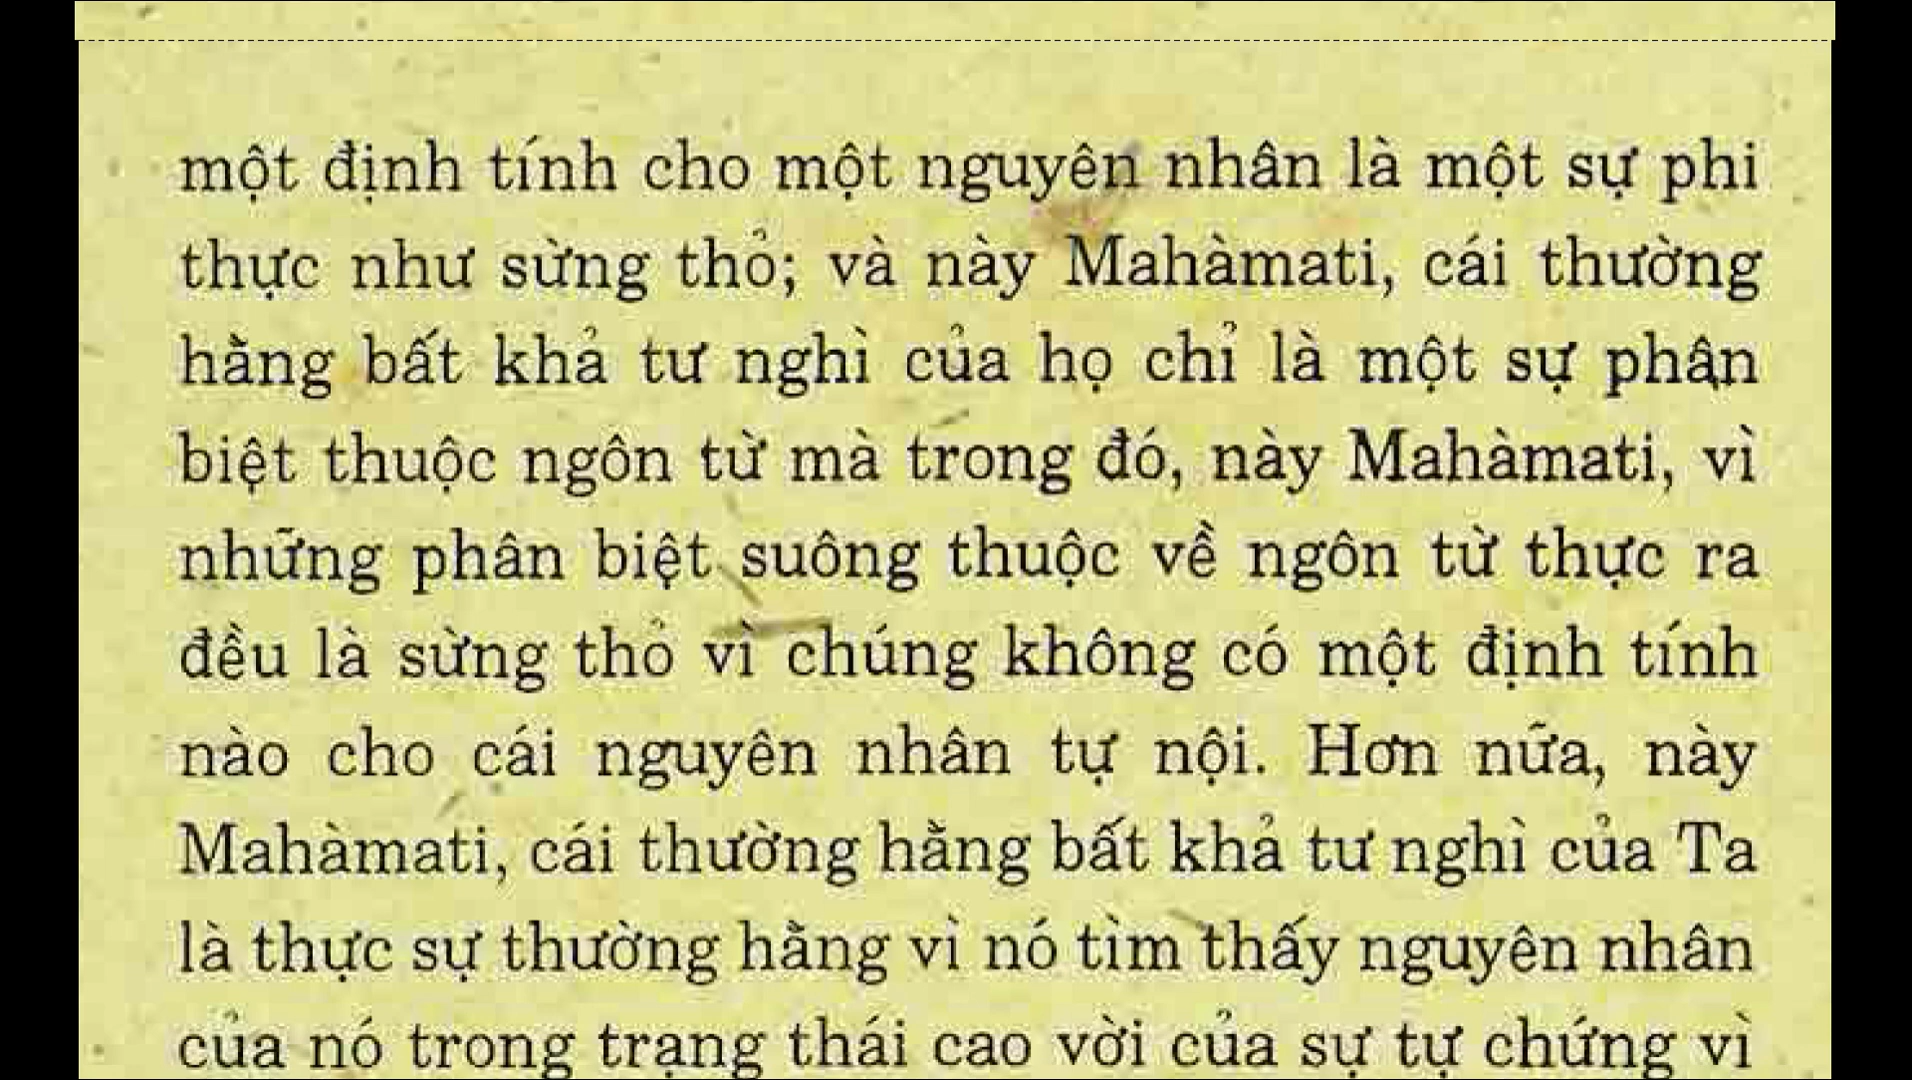 một định tính cho một nguyên nhân là một sự phi
thực như sừng thỏ; và này Mahàmati, cái thường
hằng bất khả tư nghì của họ chỉ là một sự phân
biệt thuộc ngôn từ mà trong đó, này Mahàmati, vì
những phân biệt suông thuộc về ngôn từ thực ra
đều là sừng thỏ vì chúng không có một định tính
nào cho cái nguyên nhân tự nội. Hơn nữa, này
Mahàmati, cái thường hằng bất khả tư nghì của Ta
là thực sự thường hằng vì nó tìm thấy nguyên nhân
của nó trong trạng thái cao vời của sự tự chứng vì